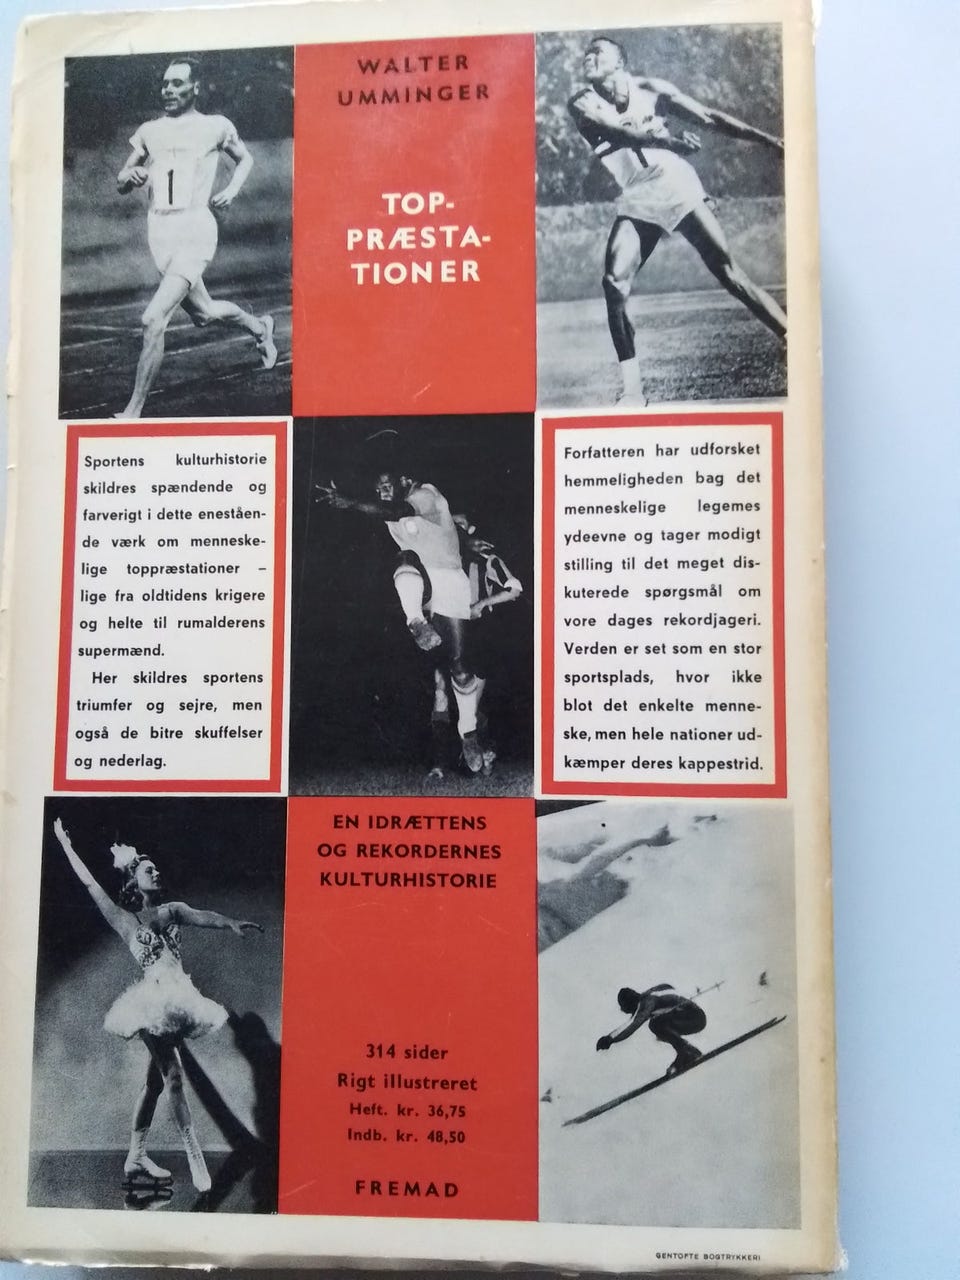 WALTER
UMMINGER
TOP-
PRÆSTA-
TIONER
1
Sportens kulturhistorie
skildres spændende og
farverigt i dette eneståen-
de værk om menneske-
lige toppræstationer –
lige fra oldtidens krigere
og helte til rumalderens
supermænd.
Her skildres sportens
triumfer og sejre, men
også de bitre skuffelser
og nederlag.
Forfatteren har udforsket
hemmeligheden bag det
menneskelige legemes
ydeevne og tager modigt
stilling til det meget dis-
kuterede spørgsmål om
vore dages rekordjageri.
Verden er set som en stor
sportsplads, hvor ikke
blot det enkelte menne-
ske, men hele nationer ud-
kæmper deres kappestrid.
EN IDRÆTTENS
OG REKORDERNES
KULTURHISTORIE
314 sider
Rigt illustreret
Heft. kr. 36,75
Indb. kr. 48,50
FREMAD
GENTOFTE BOGTRYKKERI